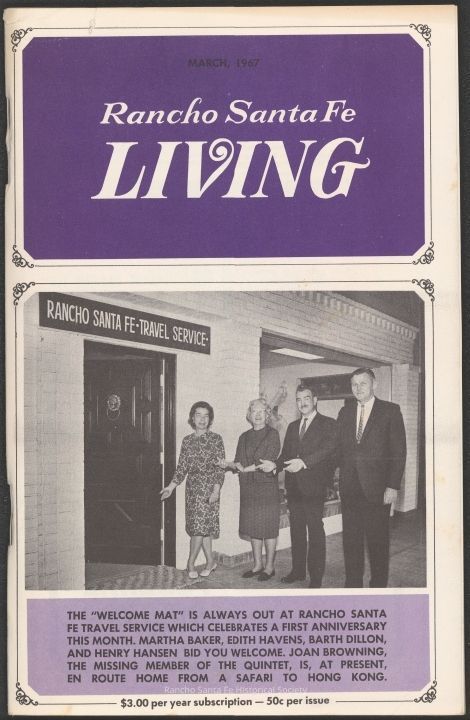 MARCH, 1967
Rancho Santa Fe
LIVING
RANCHO SANTA FE•TRAVEL SERVICE•
THE "WELCOME MAT" IS ALWAYS OUT AT RANCHO SANTA
FE TRAVEL SERVICE WHICH CELEBRATES A FIRST ANNIVERSARY
THIS MONTH. MARTHA BAKER, EDITH HAVENS, BARTH DILLON,
AND HENRY HANSEN BID YOU WELCOME. JOAN BROWNING,
THE MISSING MEMBER OF THE QUINTET, IS, AT PRESENT,
EN ROUTE HOME FROM A SAFARI TO HONG KONG.
Rancho Santa Fe Historical Society
$3.00 per year subscription — 50c per issue